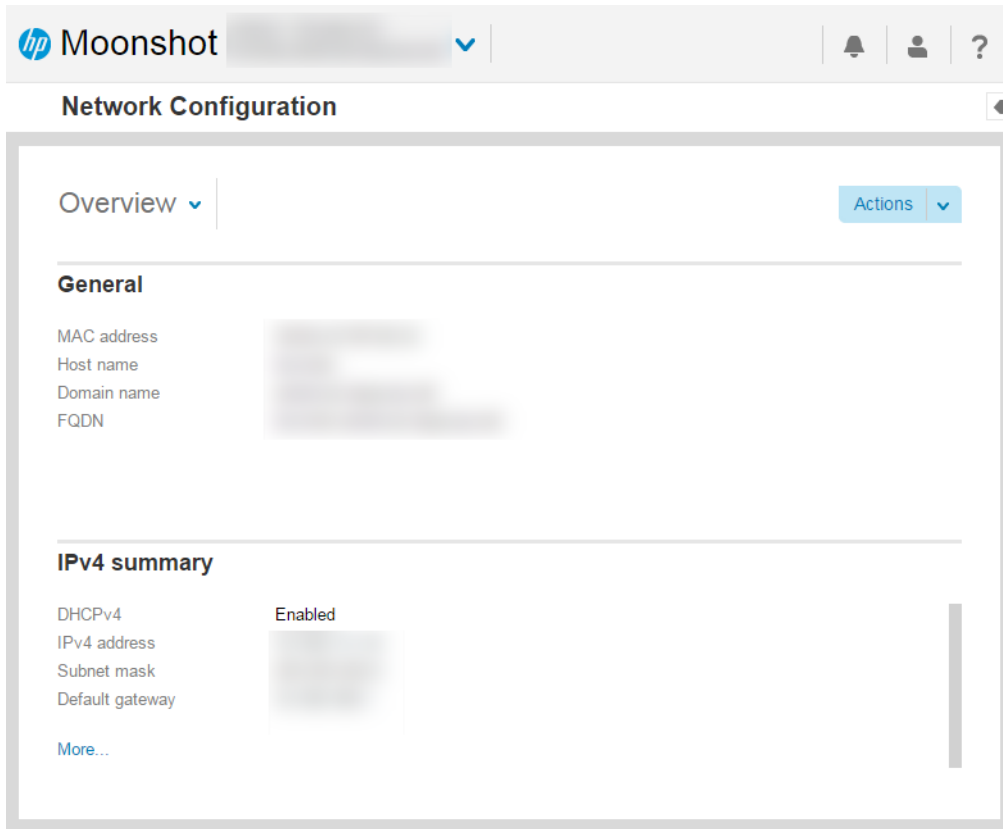 hp Moonshot
?
Network Configuration
Overview
Actions
General
MAC address
Host name
Domain name
FQDN
IPv4 summary
DHCPv4 Enabled
IPv4 address
Subnet mask
Default gateway
More...